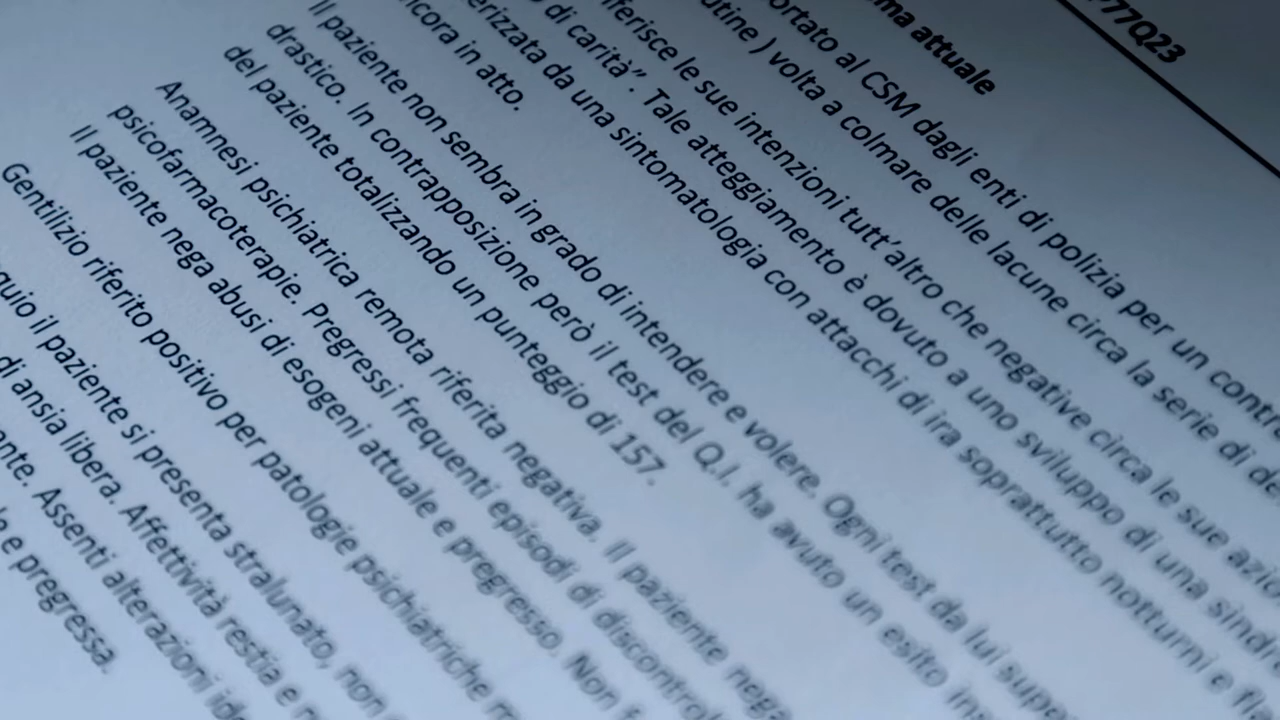 77Q23
ma attuale
ortato al CSM dagli enti di polizia per un contr
utine ) volta a colmare delle lacune circa la serie di de
ferisce le sue intenzioni tutt'altro che negative circa le sue azio
di carità". Tale atteggiamento è dovuto a uno sviluppo di una sindr
erizzata da una sintomatologia con attacchi di ira soprattutto notturni e fla
ncora in atto.
Il paziente non sembra in grado di intendere e volere. Ogni test da lui supe
drastico. In contrapposizione però il test del Q.I. ha avuto un esito ins
del paziente totalizzando un punteggio di 157.
Anamnesi psichiatrica remota riferita negativa. Il paziente nega
psicofarmacoterapie. Pregressi frequenti episodi di discontrol
Il paziente nega abusi di esogeni attuale e pregresso. Non
Gentilizio riferito positivo per patologie psichiatriche
quio il paziente si presenta stralunato, non
di ansia libera. Affettività restia e
nte. Assenti alterazioni ide
e pregressa.